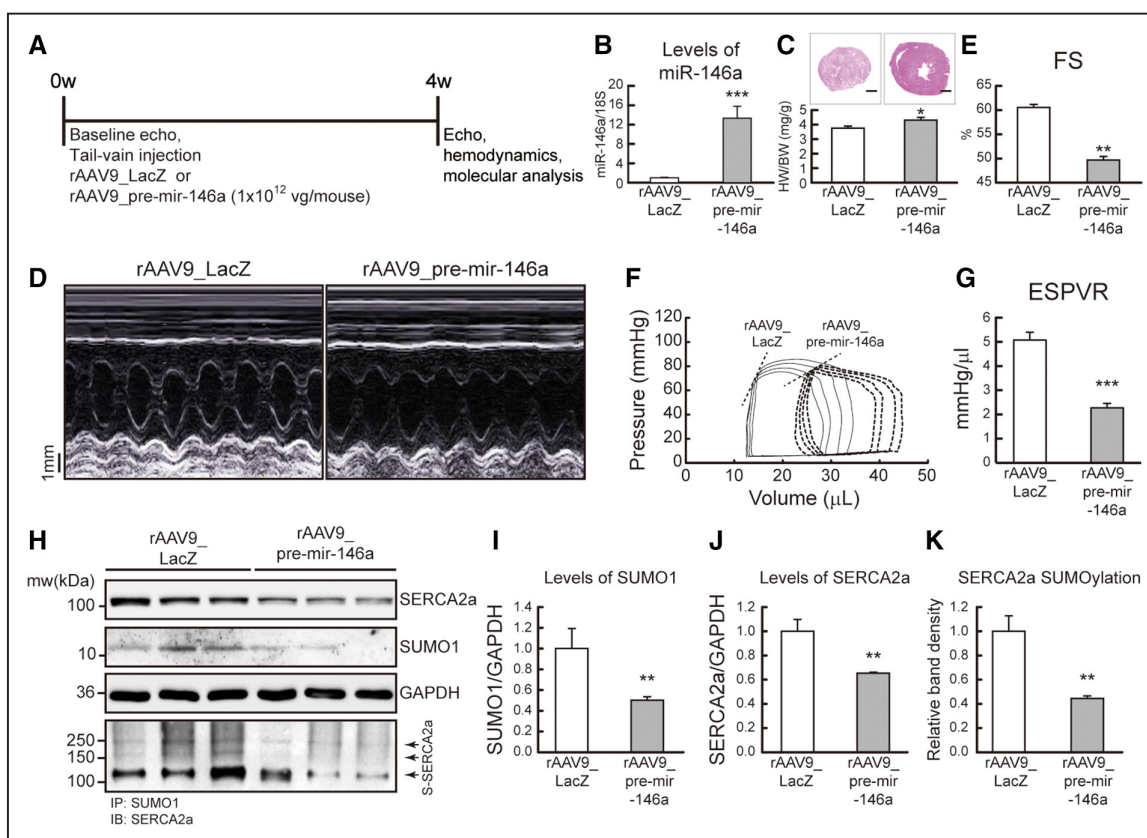 A
0w
4w
Baseline echo,
Tail-vain injection
rAAV9_LacZ or
rAAV9_pre-mir-146a (1x10¹² vg/mouse)
Echo,
hemodynamics,
molecular analysis
B
Levels of
miR-146a
miR-146a/18S
20
16
12
8
4
0
***
rAAV9_
LacZ
rAAV9_
pre-mir
-146a
C
HW/BW (mg/g)
5
4
3
2
1
0
*
rAAV9_
LacZ
rAAV9_
pre-mir
-146a
E
FS
%
65
60
55
50
45
**
rAAV9_
LacZ
rAAV9_
pre-mir
-146a
D
rAAV9_LacZ
rAAV9_pre-mir-146a
1mm
F
Pressure (mmHg)
120
100
80
60
40
20
0
rAAV9_
LacZ
rAAV9_
pre-mir-146a
0
10
20
30
40
50
Volume (μL)
G
ESPVR
mmHg/μl
6
5
4
3
2
1
0
***
rAAV9_
LacZ
rAAV9_
pre-mir
-146a
H
rAAV9_
LacZ
rAAV9_
pre-mir-146a
mw(kDa)
100
SERCA2a
10
SUMO1
36
GAPDH
250
150
100
S-SERCA2a
IP: SUMO1
IB: SERCA2a
I
Levels of SUMO1
SUMO1/GAPDH
1.4
1.2
1.0
0.8
0.6
0.4
0.2
0.0
**
rAAV9_
LacZ
rAAV9_
pre-mir
-146a
J
Levels of SERCA2a
SERCA2a/GAPDH
1.2
1.0
0.8
0.6
0.4
0.2
0.0
**
rAAV9_
LacZ
rAAV9_
pre-mir
-146a
K
SERCA2a SUMOylation
Relative band density
1.2
1.0
0.8
0.6
0.4
0.2
0.0
**
rAAV9_
LacZ
rAAV9_
pre-mir
-146a